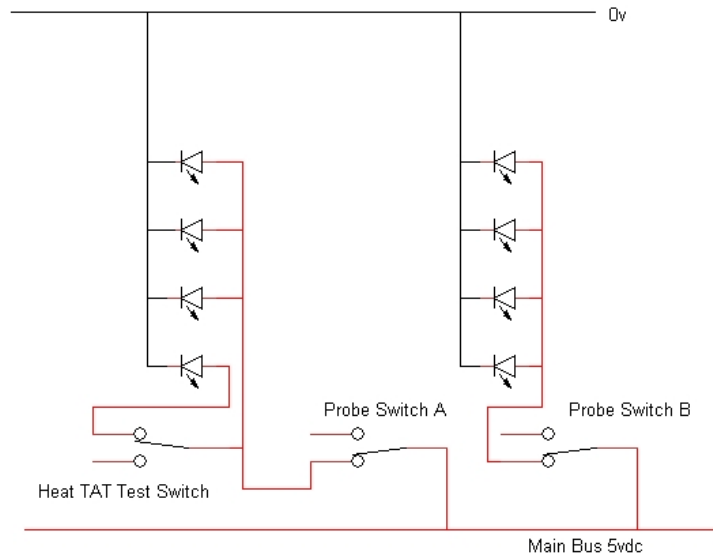 0v
Probe Switch A
Probe Switch B
Heat TAT Test Switch
Main Bus 5vdc